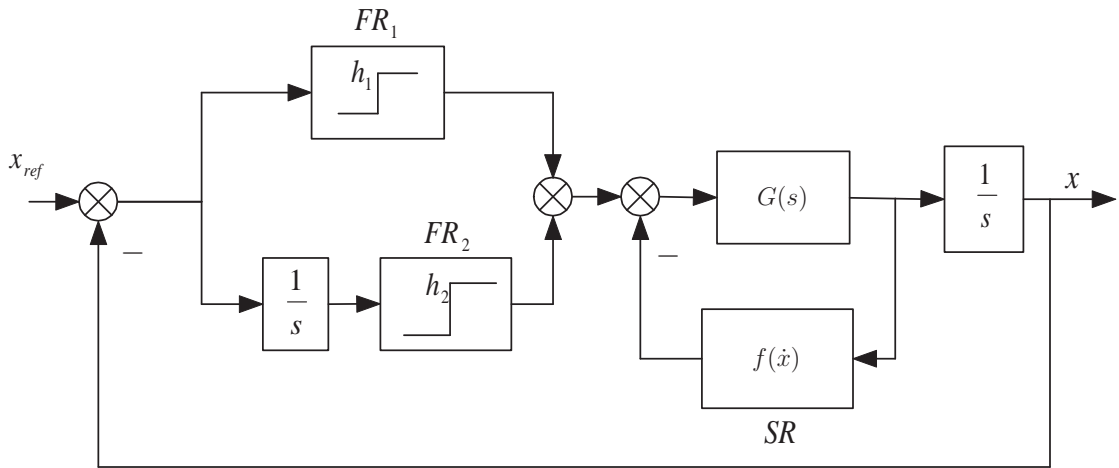 FR₁
h₁
x_ref
−
FR₂
1/s
h₂
G(s)
−
f(ẋ)
SR
1/s
x